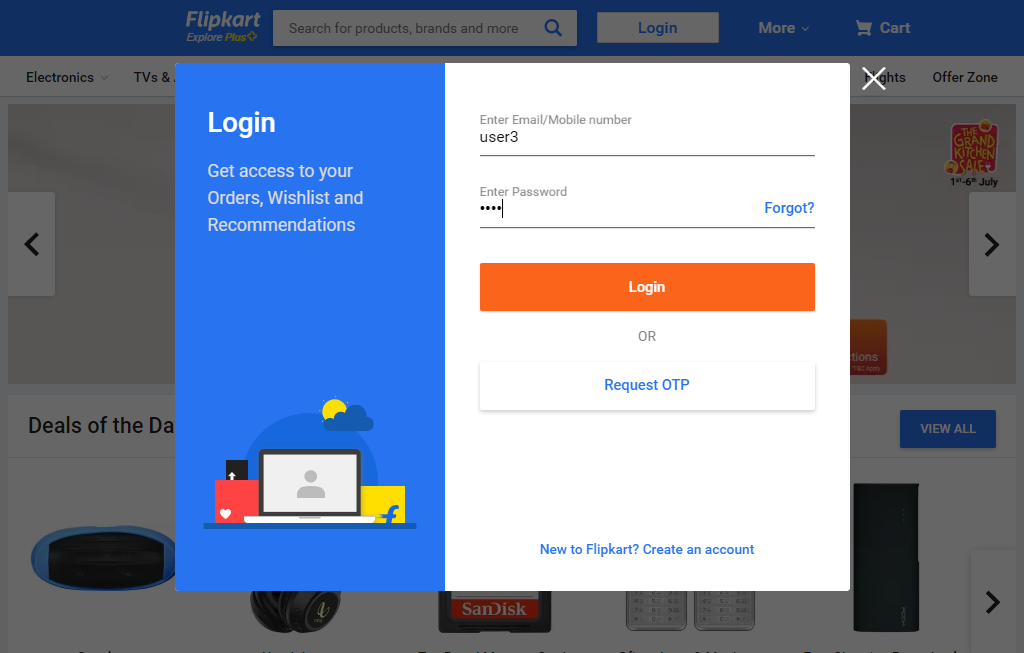 Flipkart
Explore Plus
Search for products, brands and more
Login
More
Cart
Electronics
TVs &
Flights
Offer Zone
Login
Get access to your
Orders, Wishlist and
Recommendations
Enter Email/Mobile number
user3
Enter Password
••••
Forgot?
Login
OR
Request OTP
New to Flipkart? Create an account
THE
GRAND
KITCHEN
SALE
1st-6th July
*T&C Apply
Deals of the Da
VIEW ALL
SanDisk